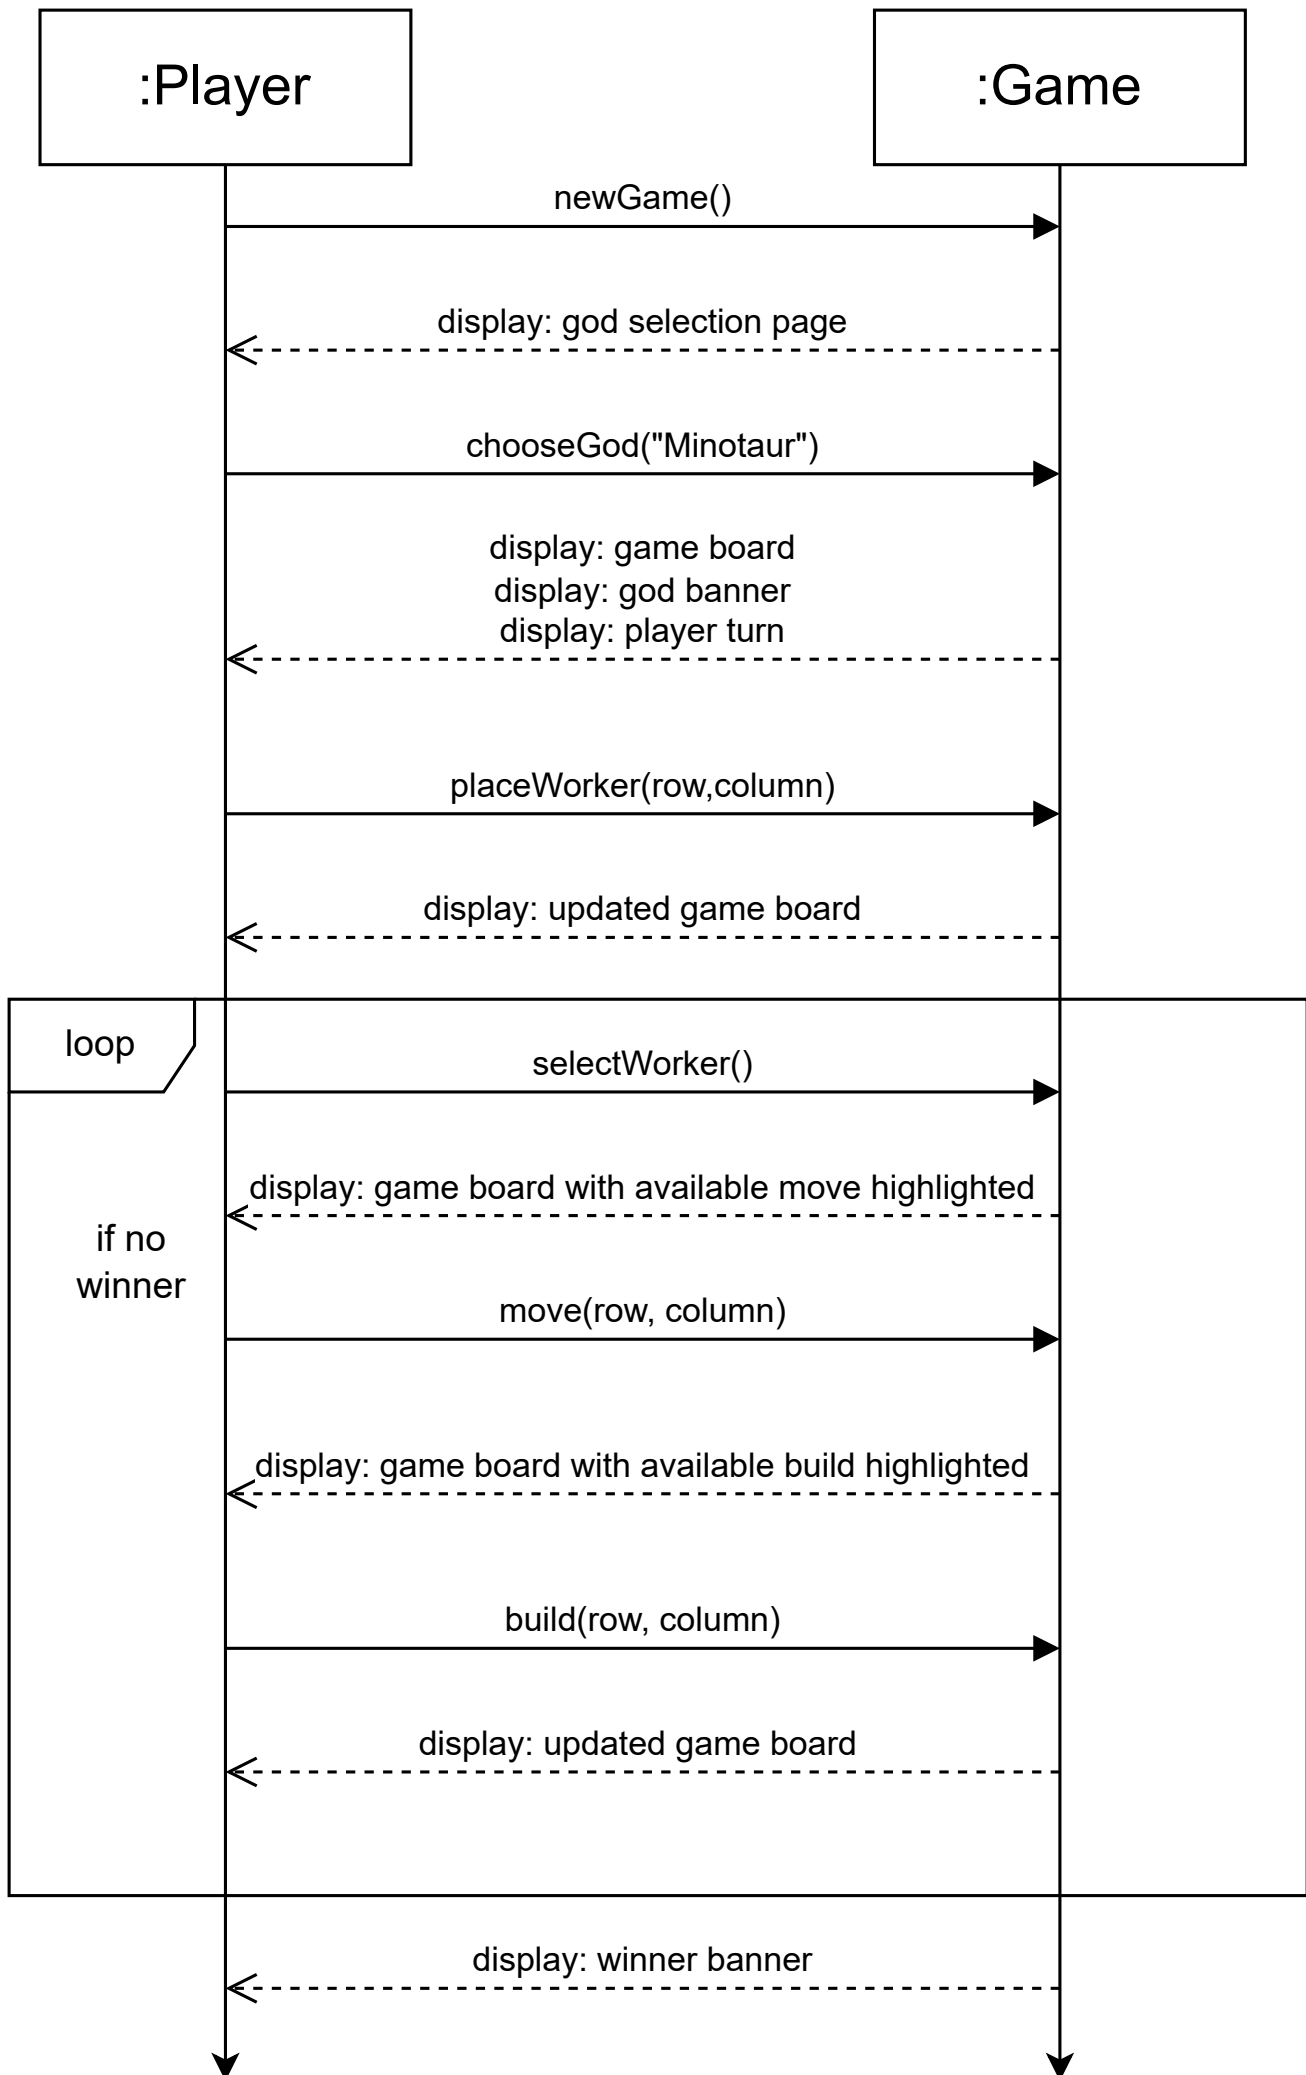 :Player
:Game
newGame()
display: god selection page
chooseGod("Minotaur")
display: game board
display: god banner
display: player turn
placeWorker(row,column)
display: updated game board
loop
selectWorker()
display: game board with available move highlighted
if no
winner
move(row, column)
display: game board with available build highlighted
build(row, column)
display: updated game board
display: winner banner